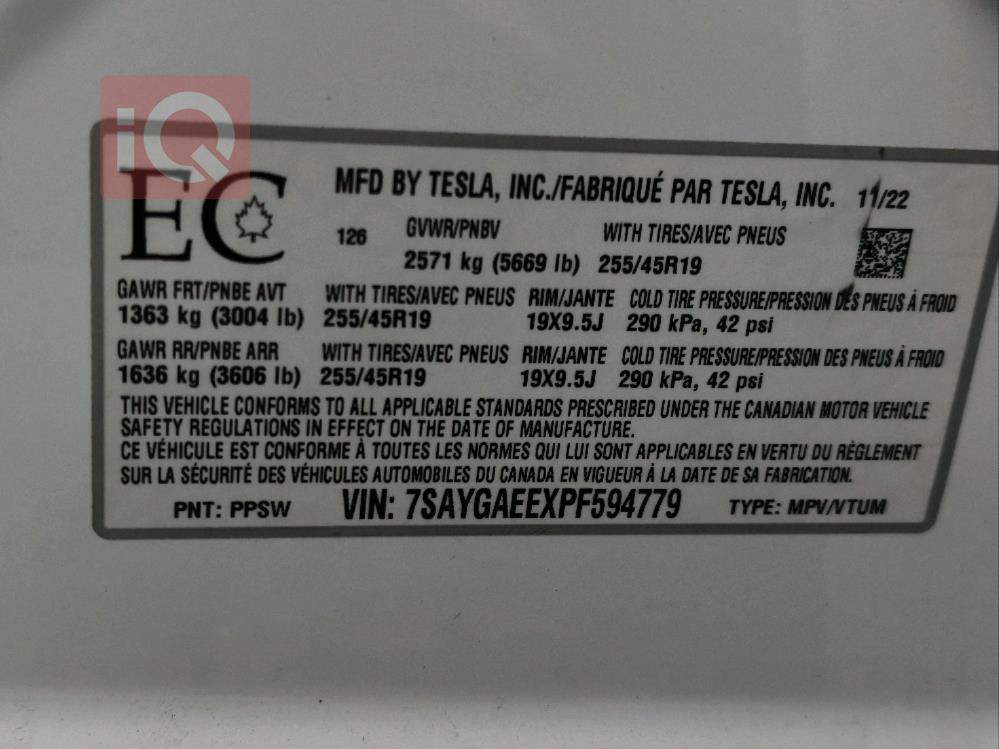 iQ
EC
MFD BY TESLA, INC./FABRIQUÉ PAR TESLA, INC. 11/22
126 GVWR/PNBV WITH TIRES/AVEC PNEUS
2571 kg (5669 lb) 255/45R19
GAWR FRT/PNBE AVT WITH TIRES/AVEC PNEUS RIM/JANTE COLD TIRE PRESSURE/PRESSION DES PNEUS À FROID
1363 kg (3004 lb) 255/45R19 19X9.5J 290 kPa, 42 psi
GAWR RR/PNBE ARR WITH TIRES/AVEC PNEUS RIM/JANTE COLD TIRE PRESSURE/PRESSION DES PNEUS À FROID
1636 kg (3606 lb) 255/45R19 19X9.5J 290 kPa, 42 psi
THIS VEHICLE CONFORMS TO ALL APPLICABLE STANDARDS PRESCRIBED UNDER THE CANADIAN MOTOR VEHICLE
SAFETY REGULATIONS IN EFFECT ON THE DATE OF MANUFACTURE.
CE VÉHICULE EST CONFORME À TOUTES LES NORMES QUI LUI SONT APPLICABLES EN VERTU DU RÈGLEMENT
SUR LA SÉCURITÉ DES VÉHICULES AUTOMOBILES DU CANADA EN VIGUEUR À LA DATE DE SA FABRICATION.
PNT: PPSW VIN: 7SAYGAEEXPF594779 TYPE: MPV/VTUM